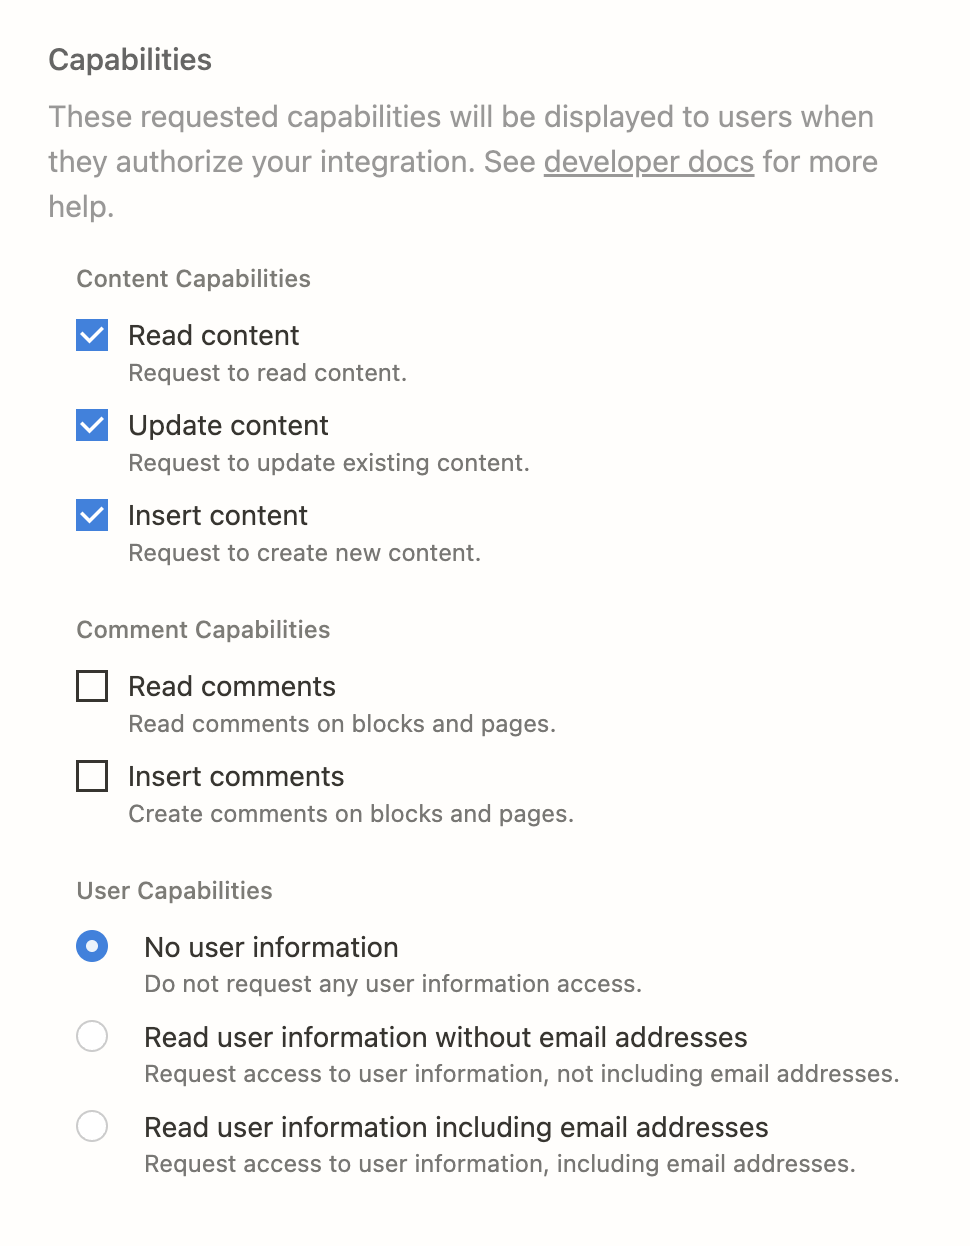 Capabilities
These requested capabilities will be displayed to users when
they authorize your integration. See developer docs for more
help.
Content Capabilities
Read content
Request to read content.
Update content
Request to update existing content.
Insert content
Request to create new content.
Comment Capabilities
Read comments
Read comments on blocks and pages.
Insert comments
Create comments on blocks and pages.
User Capabilities
No user information
Do not request any user information access.
Read user information without email addresses
Request access to user information, not including email addresses.
Read user information including email addresses
Request access to user information, including email addresses.